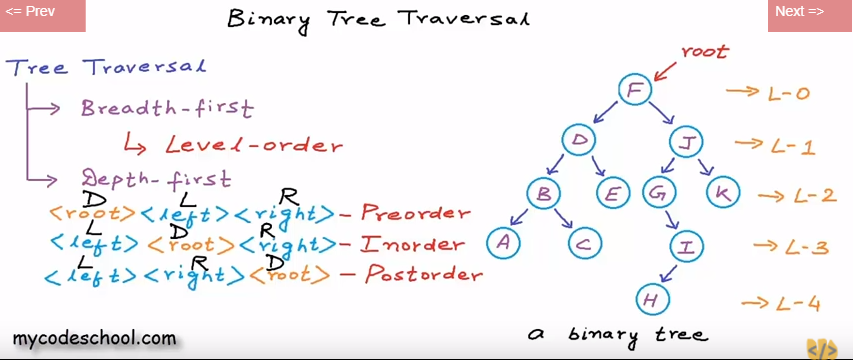 <= Prev
Binary Tree Traversal
Next =>
Tree Traversal
Breadth-first
Level-order
Depth-first
D L R
<root> <left> <right> - Preorder
L D R
<left> <root> <right> - Inorder
L R D
<left> <right> <root> - Postorder
root
F
L-0
D J
L-1
B E G K
L-2
A C I
L-3
H
L-4
a binary tree
mycodeschool.com
</>